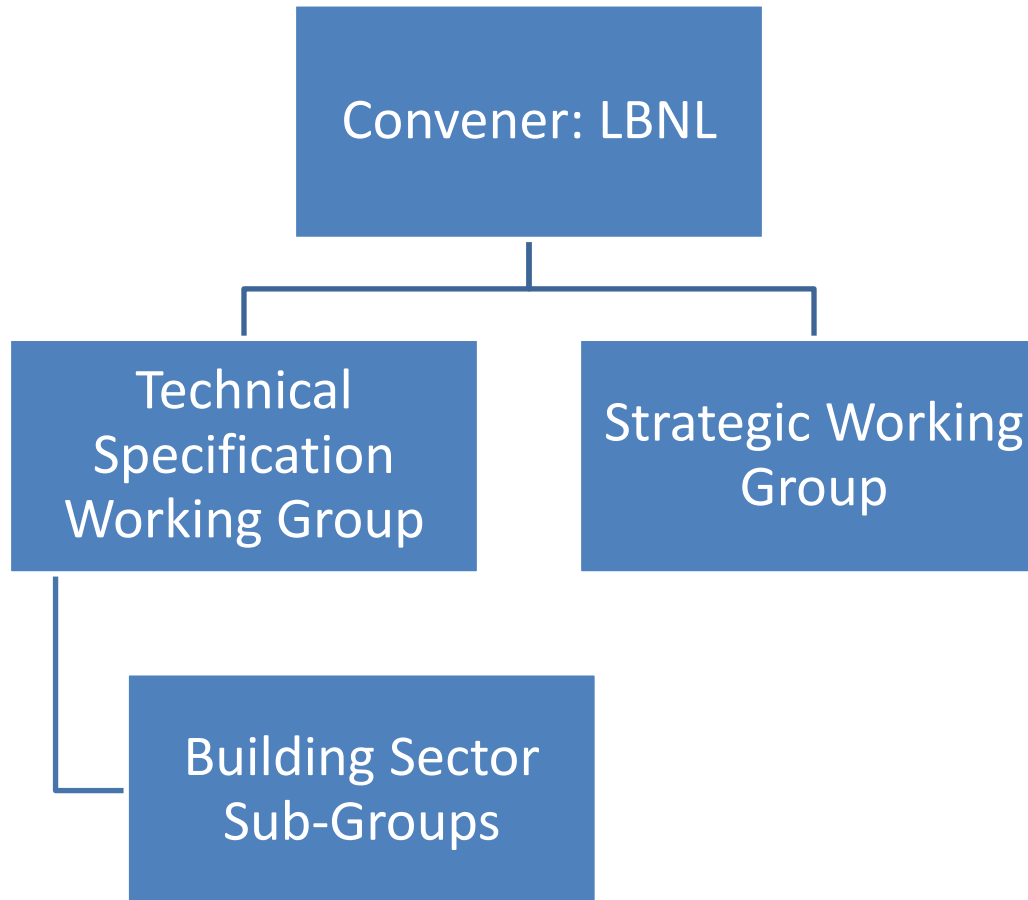 Convener: LBNL
Technical
Specification
Working Group
Strategic Working
Group
Building Sector
Sub-Groups